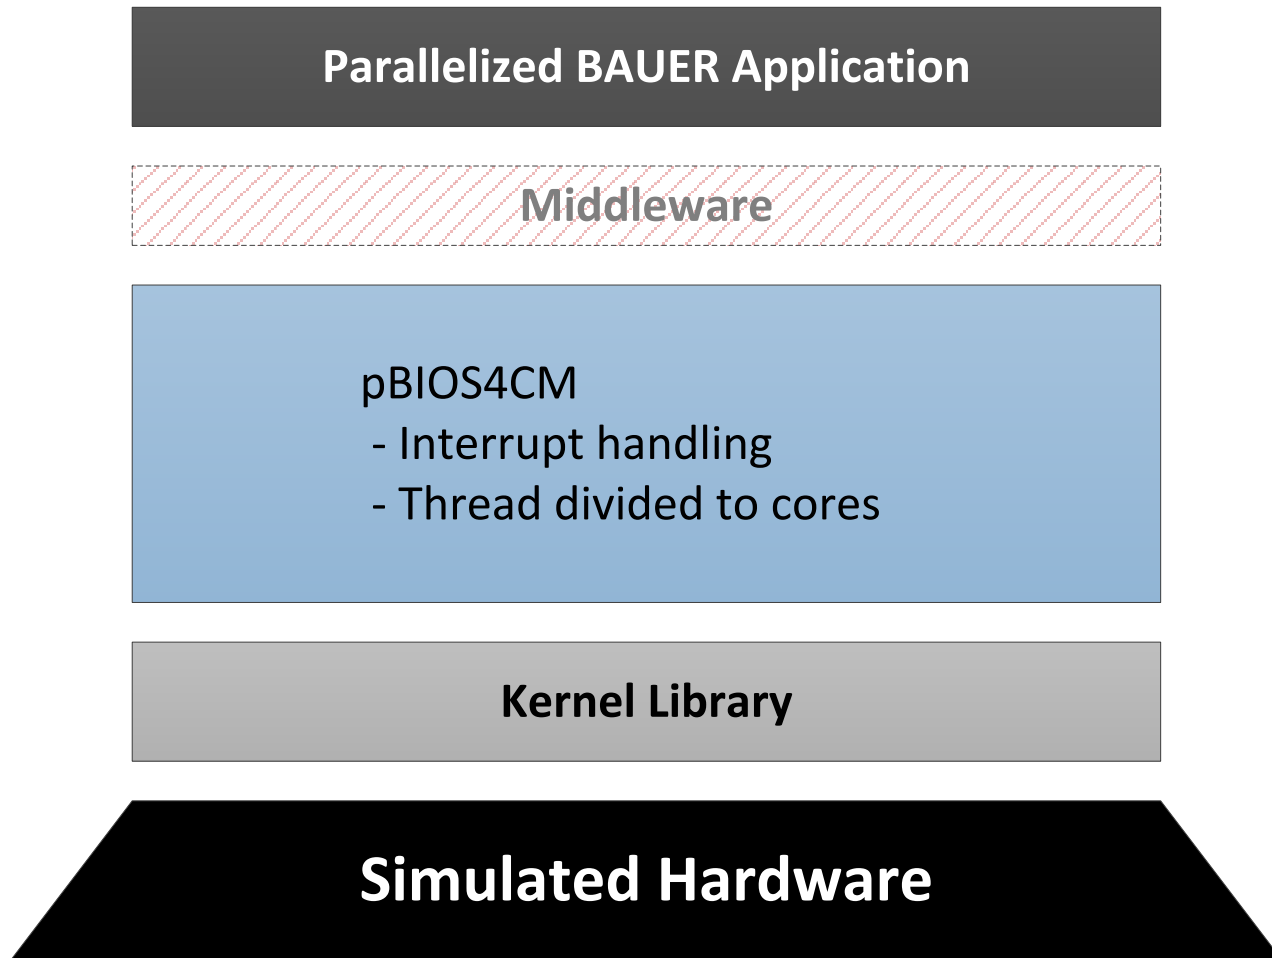 Parallelized BAUER Application
Middleware
pBIOS4CM
- Interrupt handling
- Thread divided to cores
Kernel Library
Simulated Hardware